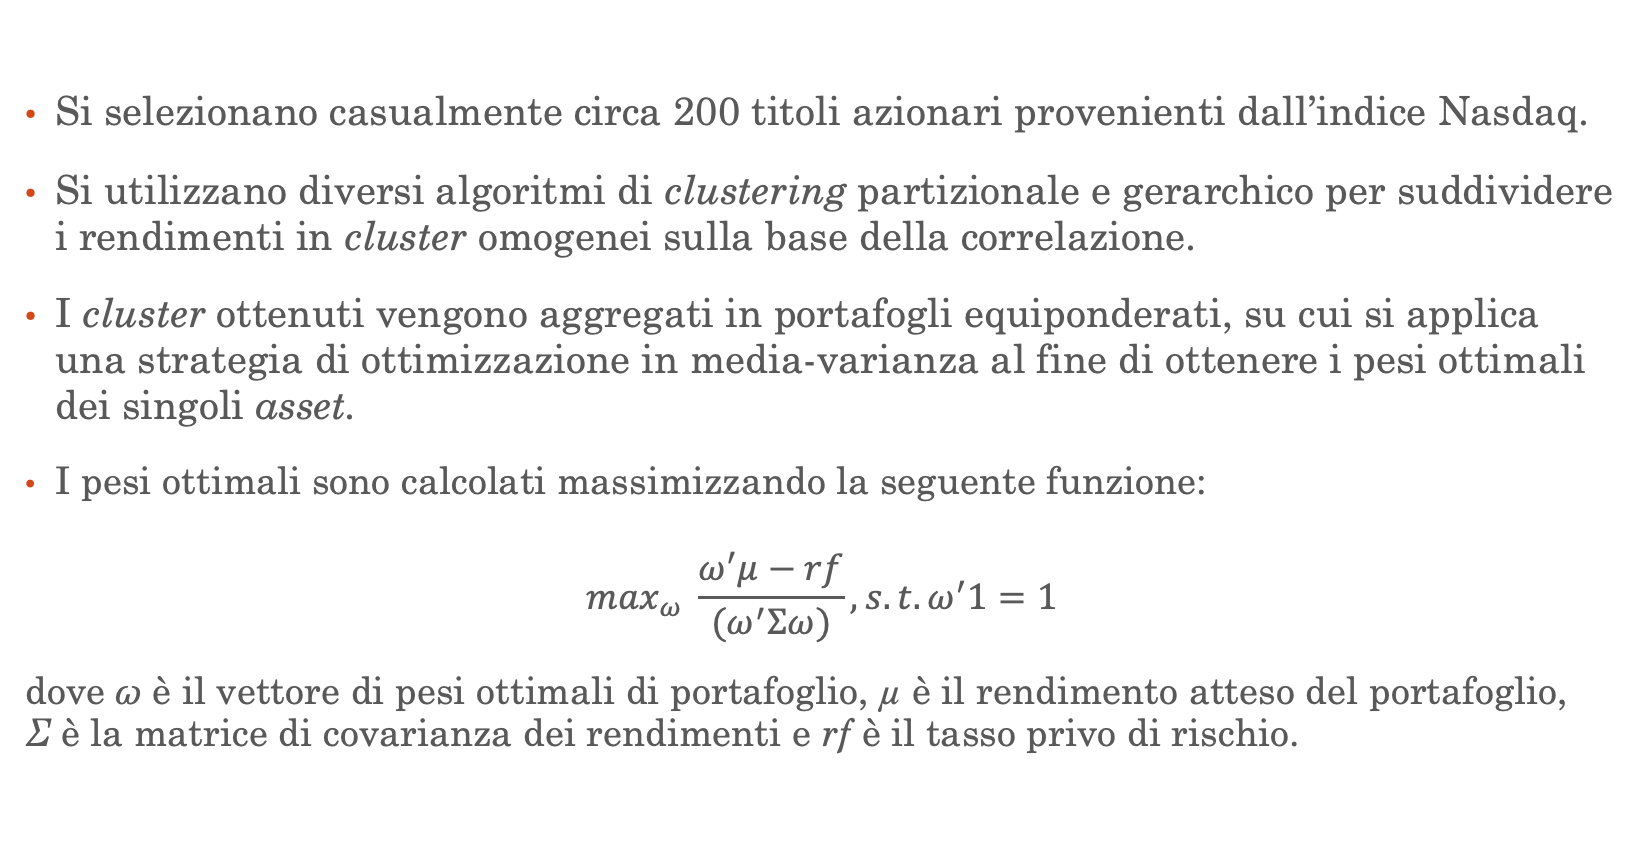 • Si selezionano casualmente circa 200 titoli azionari provenienti dall’indice Nasdaq.
• Si utilizzano diversi algoritmi di clustering partizionale e gerarchico per suddividere
i rendimenti in cluster omogenei sulla base della correlazione.
• I cluster ottenuti vengono aggregati in portafogli equiponderati, su cui si applica
una strategia di ottimizzazione in media-varianza al fine di ottenere i pesi ottimali
dei singoli asset.
• I pesi ottimali sono calcolati massimizzando la seguente funzione:
max_ω (ω′μ − rf)/(ω′Σω), s.t. ω′1 = 1
dove ω è il vettore di pesi ottimali di portafoglio, μ è il rendimento atteso del portafoglio,
Σ è la matrice di covarianza dei rendimenti e rf è il tasso privo di rischio.